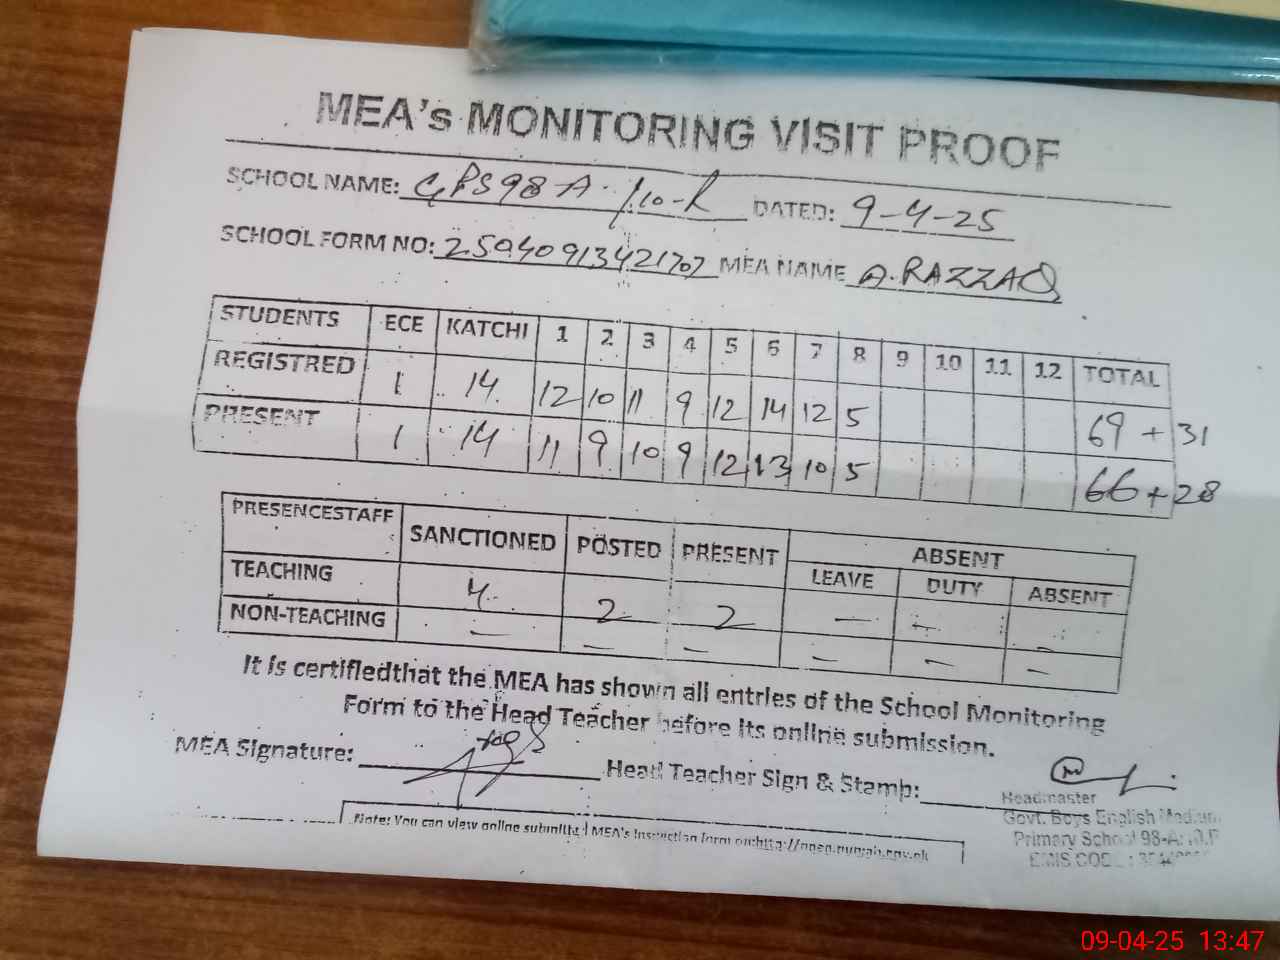 MEA's MONITORING VISIT PROOF
SCHOOL NAME: GPS 98 A-/10-R DATED: 9-4-25
SCHOOL FORM NO: 25940913421707 MEA NAME A. RAZZAQ
STUDENTS ECE KATCHI 1 2 3 4 5 6 7 8 9 10 11 12 TOTAL
REGISTRED 1 14 12 10 11 9 12 14 12 5 69 + 31
PRESENT 1 14 11 9 10 9 12 13 10 5 66 + 28
PRESENCESTAFF SANCTIONED POSTED PRESENT ABSENT
LEAVE DUTY ABSENT
TEACHING 4 2 2 — — —
NON-TEACHING — — — — — —
It is certifiedthat the MEA has shown all entries of the School Monitoring
Form to the Head Teacher before its online submission.
MEA Signature: Head Teacher Sign & Stamp:
Headmaster
Govt. Boys English Medium
Primary School 98-A
EMIS CODE :
Note: You can view online MEA's form on:
09-04-25 13:47